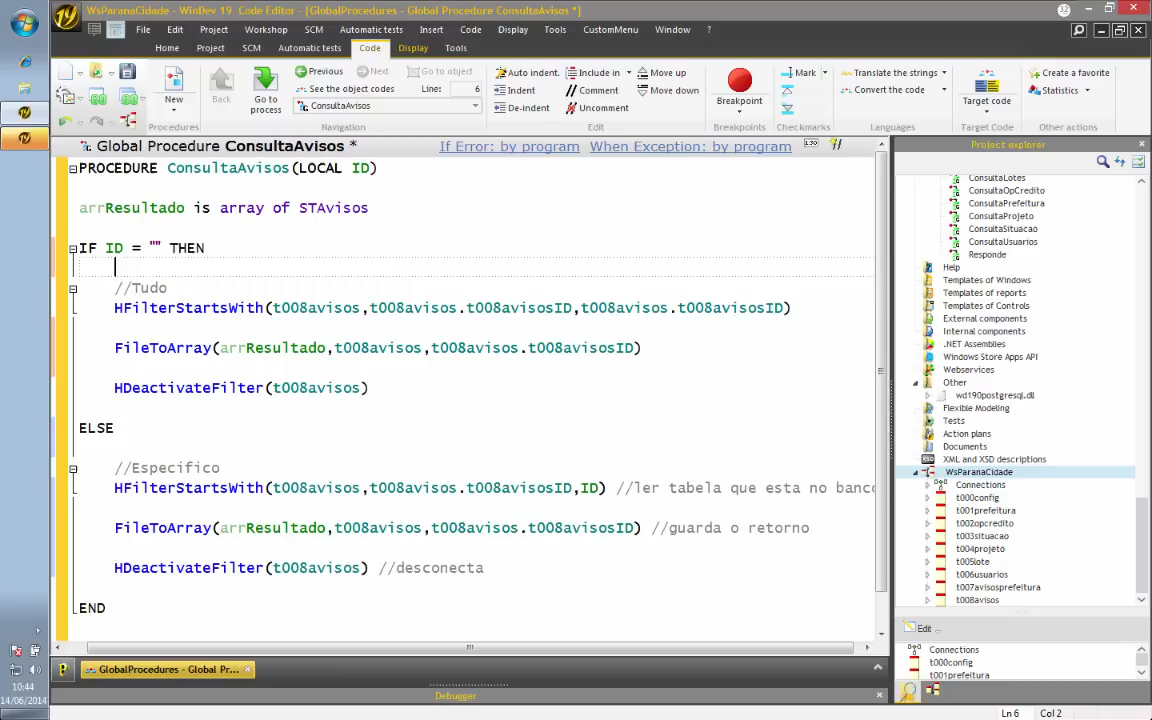 WsParanaCidade - WinDev 19  Code Editor - [GlobalProcedures - Global Procedure ConsultaAvisos *]
32
File Edit Project Workshop SCM Automatic tests Insert Code Display Tools CustomMenu Window ?
Home Project SCM Automatic tests Code Display Tools
New
Procedures
Back
Go to process
Previous Next Go to object
See the object codes Line: 6
ConsultaAvisos
Navigation
Auto indent. Include in Move up
Indent Comment Move down
De-indent Uncomment
Edit
Breakpoint
Breakpoints
Mark
Checkmarks
Translate the strings
Convert the code
Languages
Target code
Target Code
Create a favorite
Statistics
Other actions
Global Procedure ConsultaAvisos * If Error: by program When Exception: by program
PROCEDURE ConsultaAvisos(LOCAL ID)
arrResultado is array of STAvisos
IF ID = "" THEN
//Tudo
HFilterStartsWith(t008avisos,t008avisos.t008avisosID,t008avisos.t008avisosID)
FileToArray(arrResultado,t008avisos,t008avisos.t008avisosID)
HDeactivateFilter(t008avisos)
ELSE
//Especifico
HFilterStartsWith(t008avisos,t008avisos.t008avisosID,ID) //ler tabela que esta no banco
FileToArray(arrResultado,t008avisos,t008avisos.t008avisosID) //guarda o retorno
HDeactivateFilter(t008avisos) //desconecta
END
Project explorer
ConsultaLotes
ConsultaOpCredito
ConsultaPrefeitura
ConsultaProjeto
ConsultaSituacao
ConsultaUsuarios
Responde
Help
Templates of Windows
Templates of reports
Templates of Controls
External components
Internal components
.NET Assemblies
Windows Store Apps API
Webservices
Other
wd190postgresql.dll
Flexible Modeling
Tests
Action plans
Documents
XML and XSD descriptions
WsParanaCidade
Connections
t000config
t001prefeitura
t002opcredito
t003situacao
t004projeto
t005lote
t006usuarios
t007avisosprefeitura
t008avisos
Edit
Connections
t000config
t001prefeitura
GlobalProcedures - Global Pr...
Debugger
Ln 6 Col 2
10:44
14/06/2014